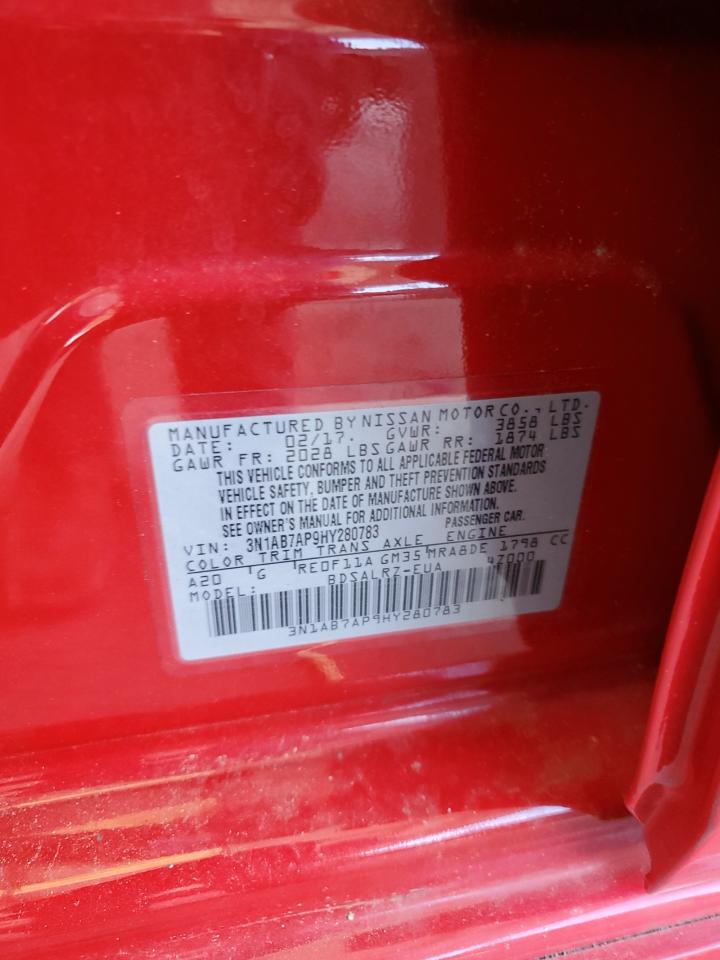 MANUFACTURED BY NISSAN MOTOR CO., LTD.
DATE: 02/17. GVWR: 3858 LBS
GAWR FR: 2028 LBS GAWR RR: 1874 LBS
THIS VEHICLE CONFORMS TO ALL APPLICABLE FEDERAL MOTOR
VEHICLE SAFETY, BUMPER AND THEFT PREVENTION STANDARDS
IN EFFECT ON THE DATE OF MANUFACTURE SHOWN ABOVE.
SEE OWNER'S MANUAL FOR ADDITIONAL INFORMATION.
VIN: 3N1AB7AP9HY280783 PASSENGER CAR.
COLOR TRIM TRANS AXLE ENGINE
A20 G RE0F11A GM35 MRA8DE 1798 CC
MODEL: BDSALRZ-EUA 47000
3N1AB7AP9HY280783